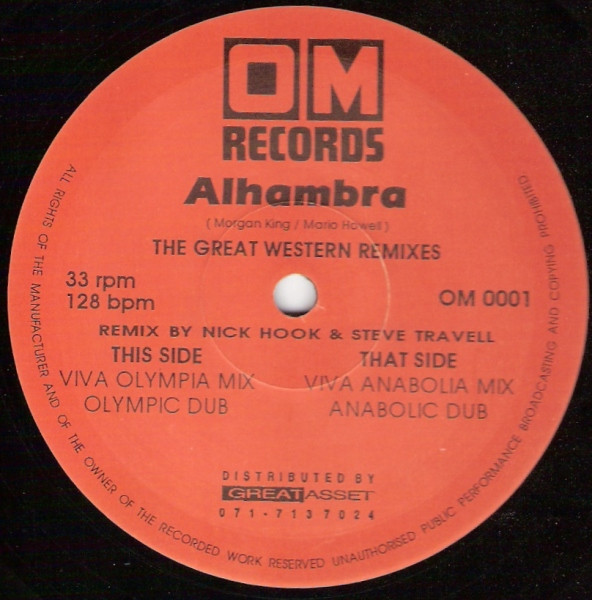 OM
RECORDS
Alhambra
( Morgan King / Mario Howell )
THE GREAT WESTERN REMIXES
33 rpm
128 bpm
OM 0001
REMIX BY NICK HOOK & STEVE TRAVELL
THIS SIDE
VIVA OLYMPIA MIX
OLYMPIC DUB
THAT SIDE
VIVA ANABOLIA MIX
ANABOLIC DUB
DISTRIBUTED BY
GREAT ASSET
071-7137024
ALL RIGHTS OF THE MANUFACTURER AND OF THE OWNER OF THE RECORDED WORK RESERVED UNAUTHORISED PUBLIC PERFORMANCE BROADCASTING AND COPYING PROHIBITED